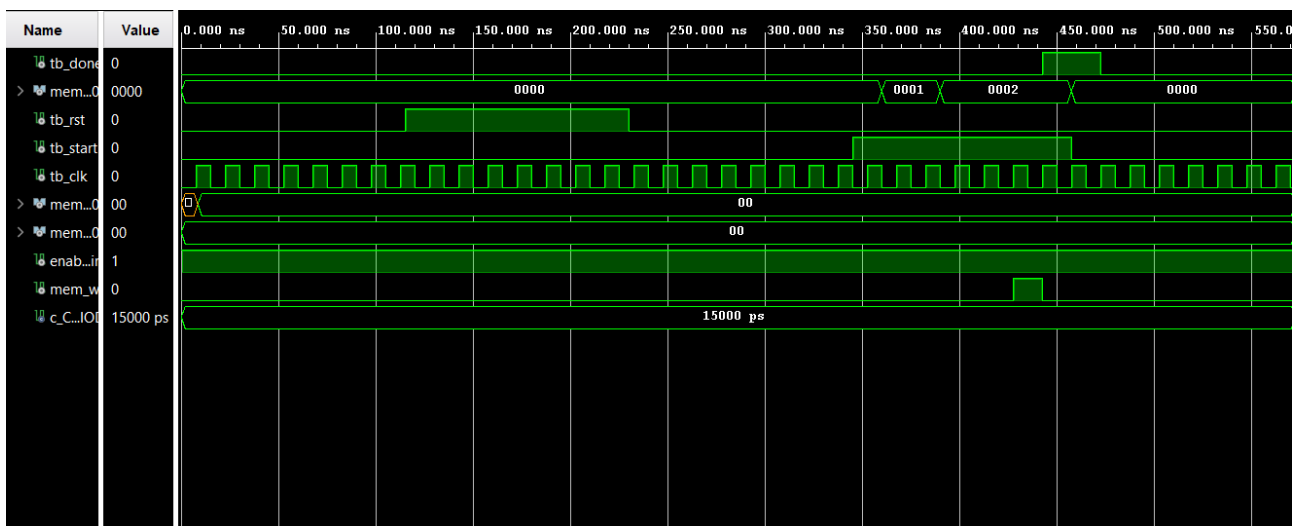 Name Value 0.000 ns 50.000 ns 100.000 ns 150.000 ns 200.000 ns 250.000 ns 300.000 ns 350.000 ns 400.000 ns 450.000 ns 500.000 ns 550.0
tb_done 0
> mem...0 0000 0000 0001 0002 0000
tb_rst 0
tb_start 0
tb_clk 0
> mem...0 00 00
> mem...0 00 00
enab...ir 1
mem_w 0
c_C...IOD 15000 ps 15000 ps